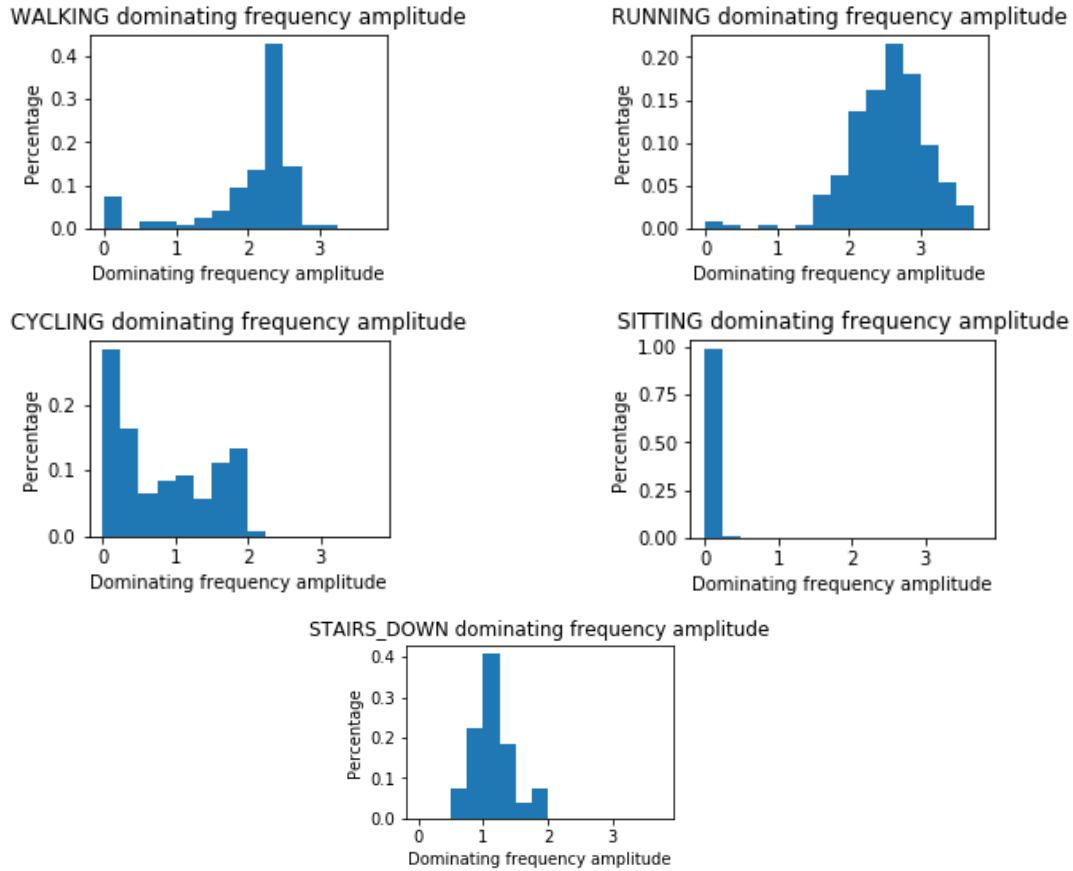 WALKING dominating frequency amplitude
Percentage
0.4
0.3
0.2
0.1
0.0
0 1 2 3
Dominating frequency amplitude
RUNNING dominating frequency amplitude
Percentage
0.20
0.15
0.10
0.05
0.00
0 1 2 3
Dominating frequency amplitude
CYCLING dominating frequency amplitude
Percentage
0.2
0.1
0.0
0 1 2 3
Dominating frequency amplitude
SITTING dominating frequency amplitude
Percentage
1.00
0.75
0.50
0.25
0.00
0 1 2 3
Dominating frequency amplitude
STAIRS_DOWN dominating frequency amplitude
Percentage
0.4
0.3
0.2
0.1
0.0
0 1 2 3
Dominating frequency amplitude